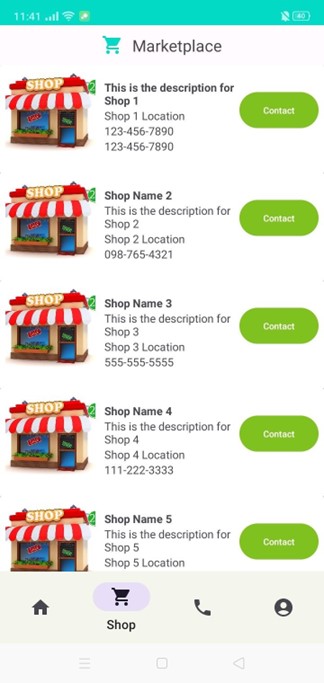 11:41
40
Marketplace
SHOP
This is the description for
Shop 1
Shop 1 Location
123-456-7890
123-456-7890
Contact
SHOP
Shop Name 2
This is the description for
Shop 2
Shop 2 Location
098-765-4321
Contact
SHOP
Shop Name 3
This is the description for
Shop 3
Shop 3 Location
555-555-5555
Contact
SHOP
Shop Name 4
This is the description for
Shop 4
Shop 4 Location
111-222-3333
Contact
SHOP
Shop Name 5
This is the description for
Shop 5
Shop 5 Location
Contact
Shop